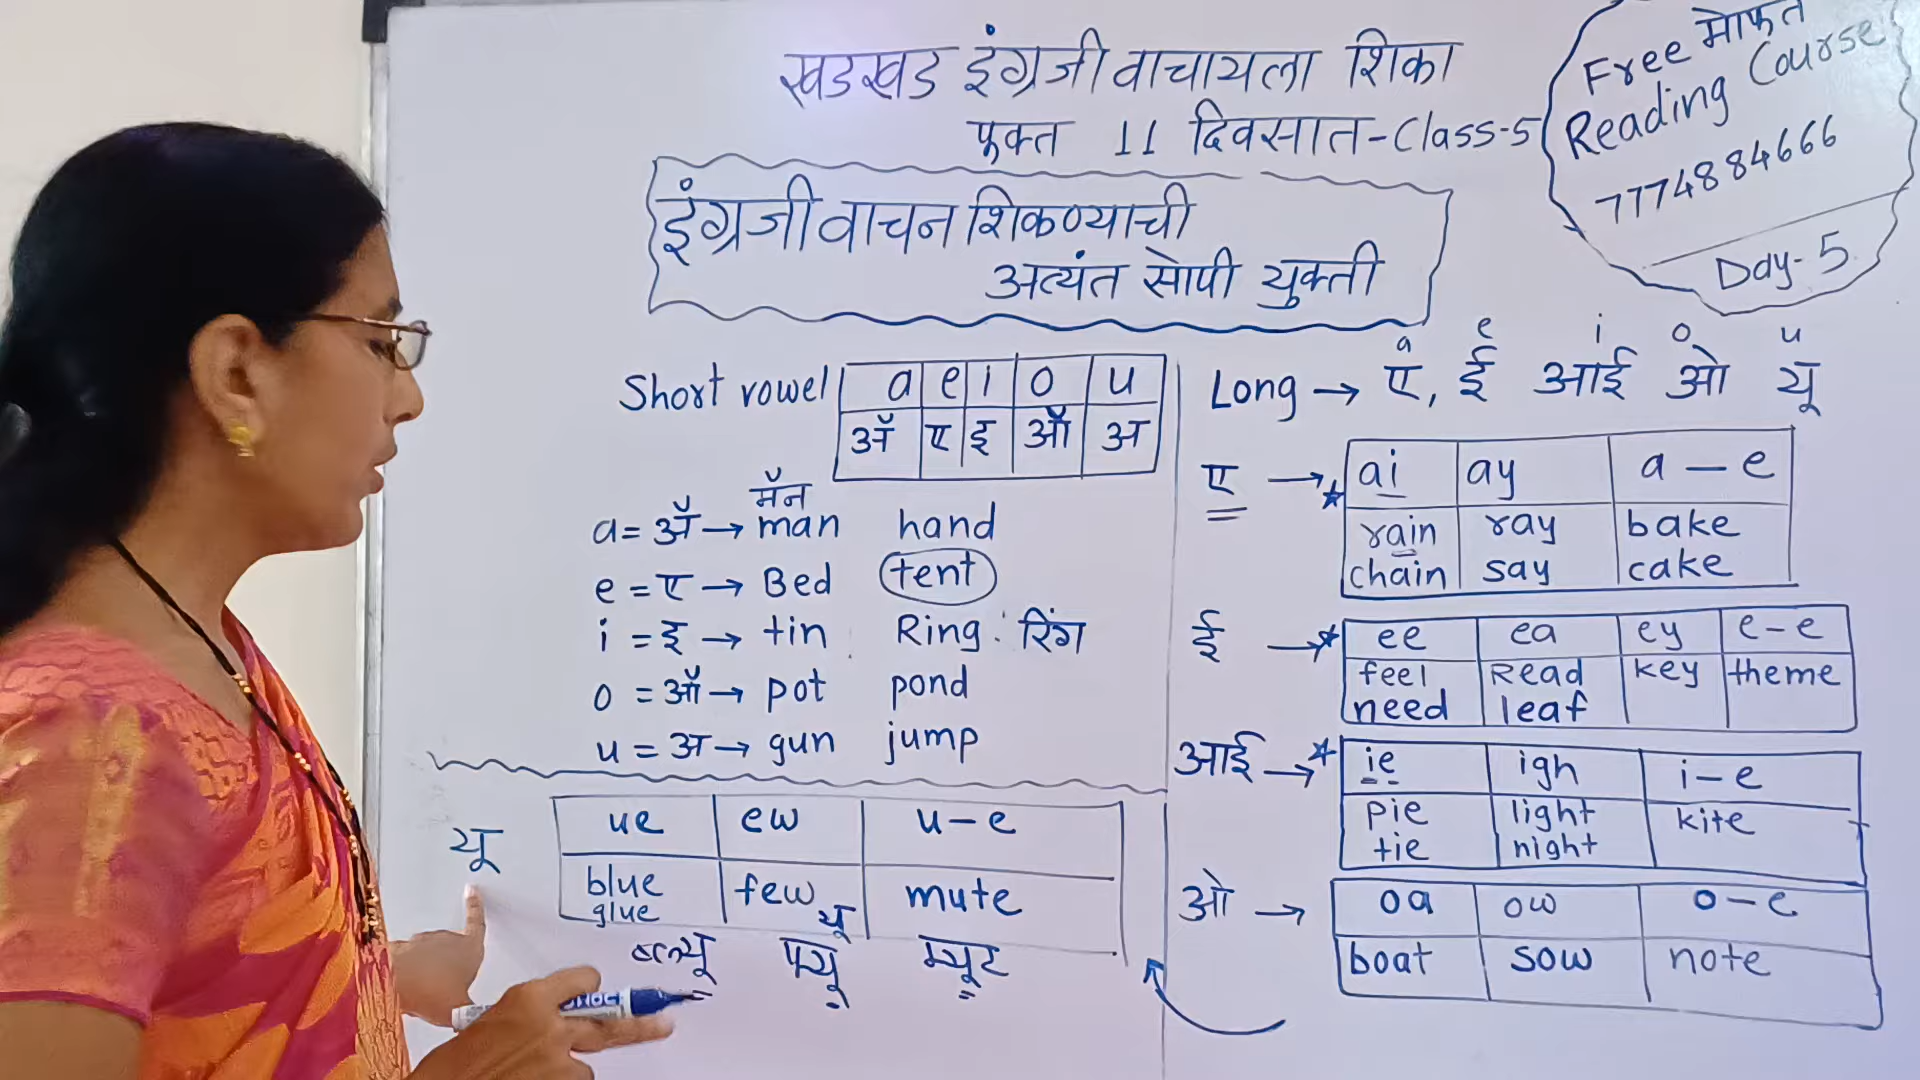 खडखड इंग्रजी वाचायला शिका
फक्त 11 दिवसात-Class-5
Free मोफत
Reading Course
7774884666
Day-5
इंग्रजी वाचन शिकण्याची
अत्यंत सोपी युक्ती
Short vowel a e i o u
ॲ ए इ ऑ अ
मॅन
a = ॲ → man hand
e = ए → Bed tent
i = इ → tin Ring : रिंग
o = ऑ → pot pond
u = अ → gun jump
यू
ue ew u-e
blue few यू mute
glue
ब्ल्यू फ्यू म्यूट
a e i o u
Long → ए, ई आई ओ यू
ए → ai ay a-e
rain ray bake
chain say cake
ई → ee ea ey e-e
feel Read key theme
need leaf
आई → ie igh i-e
pie light kite
tie night
ओ → oa ow o-e
boat sow note